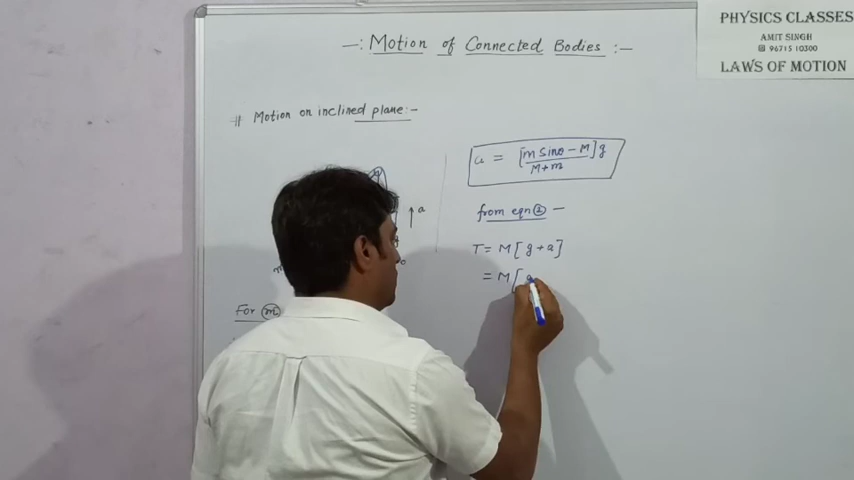 PHYSICS CLASSES
AMIT SINGH
96715 10300
LAWS OF MOTION
—: Motion of Connected Bodies :—
# Motion on inclined plane:-
a
For m
a = [m sinθ - M / M+m] g
from eqn ② —
T = M[g+a]
= M[g